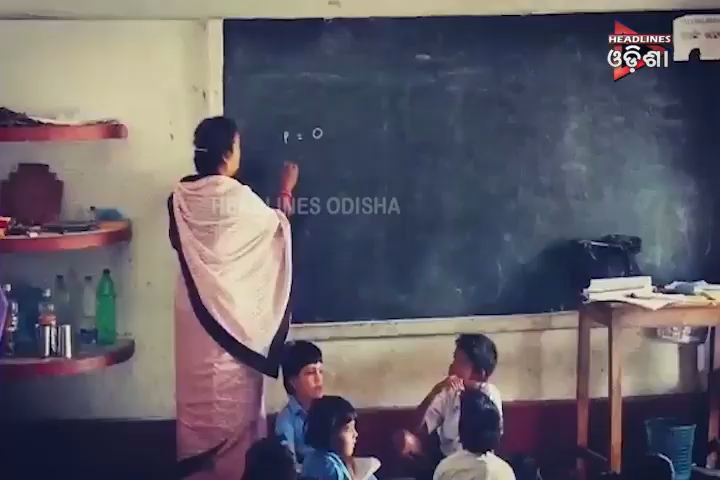 HEADLINES
ଓଡ଼ିଶା
P = 0
HEADLINES ODISHA